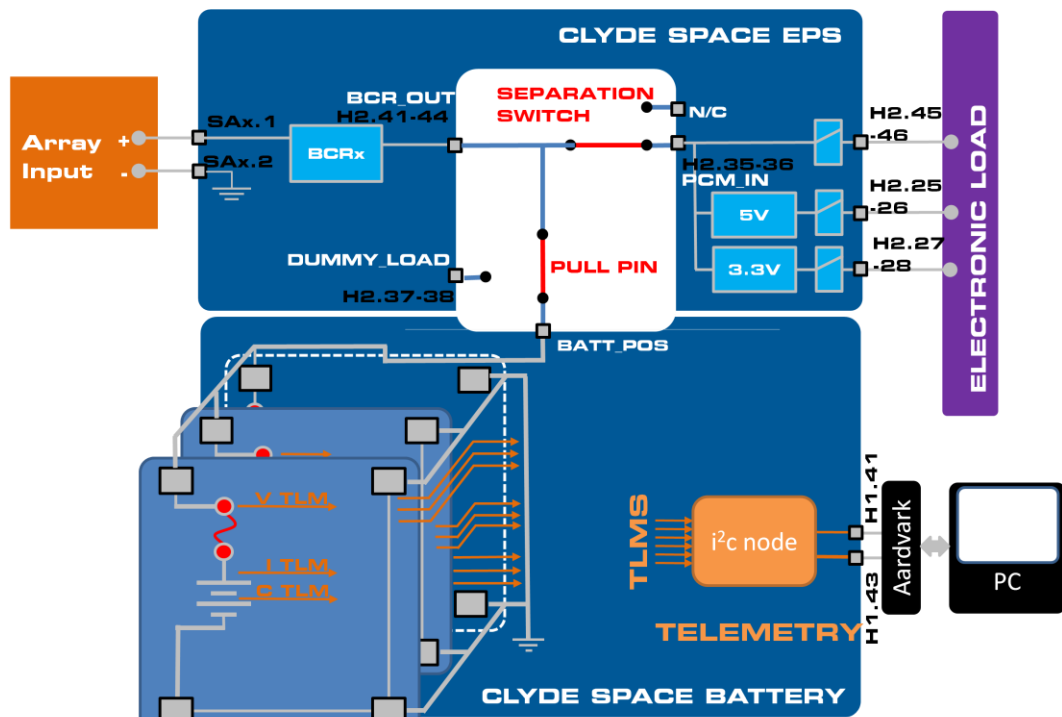 CLYDE SPACE EPS
Array
Input
+
-
SAx.1
SAx.2
BCRx
BCR_OUT
H2.41-44
SEPARATION
SWITCH
N/C
H2.35-36
PCM_IN
5V
3.3V
H2.45
-46
H2.25
-26
H2.27
-28
ELECTRONIC LOAD
DUMMY_LOAD
H2.37-38
PULL PIN
BATT_POS
V TLM
I TLM
C TLM
TLMS
i²c node
H1.41
H1.43
Aardvark
PC
TELEMETRY
CLYDE SPACE BATTERY